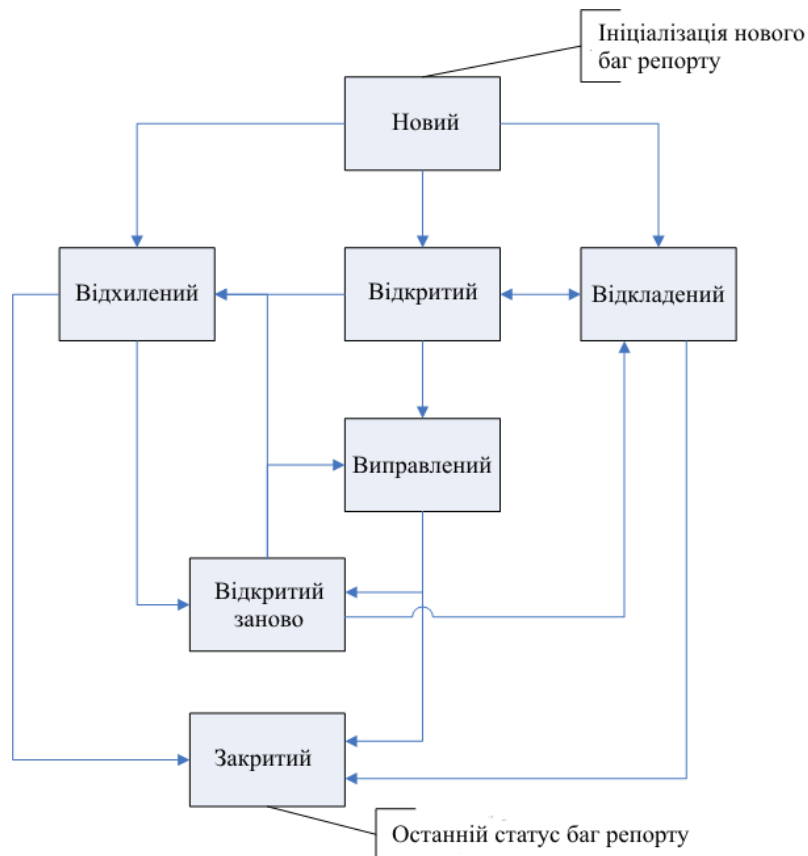 Ініціалізація нового
баг репорту
Новий
Відхилений
Відкритий
Відкладений
Виправлений
Відкритий
заново
Закритий
Останній статус баг репорту